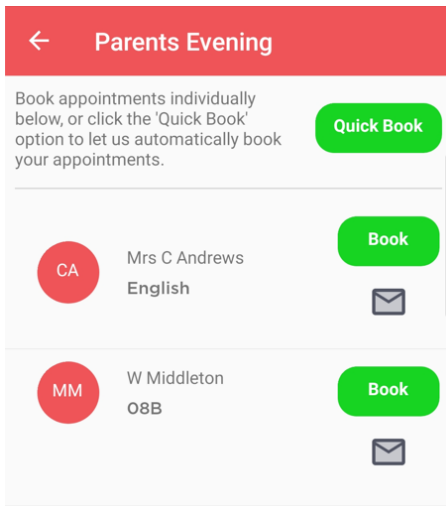 Parents Evening
Book appointments individually
below, or click the 'Quick Book'
option to let us automatically book
your appointments.
Quick Book
CA
Mrs C Andrews
English
Book
MM
W Middleton
08B
Book